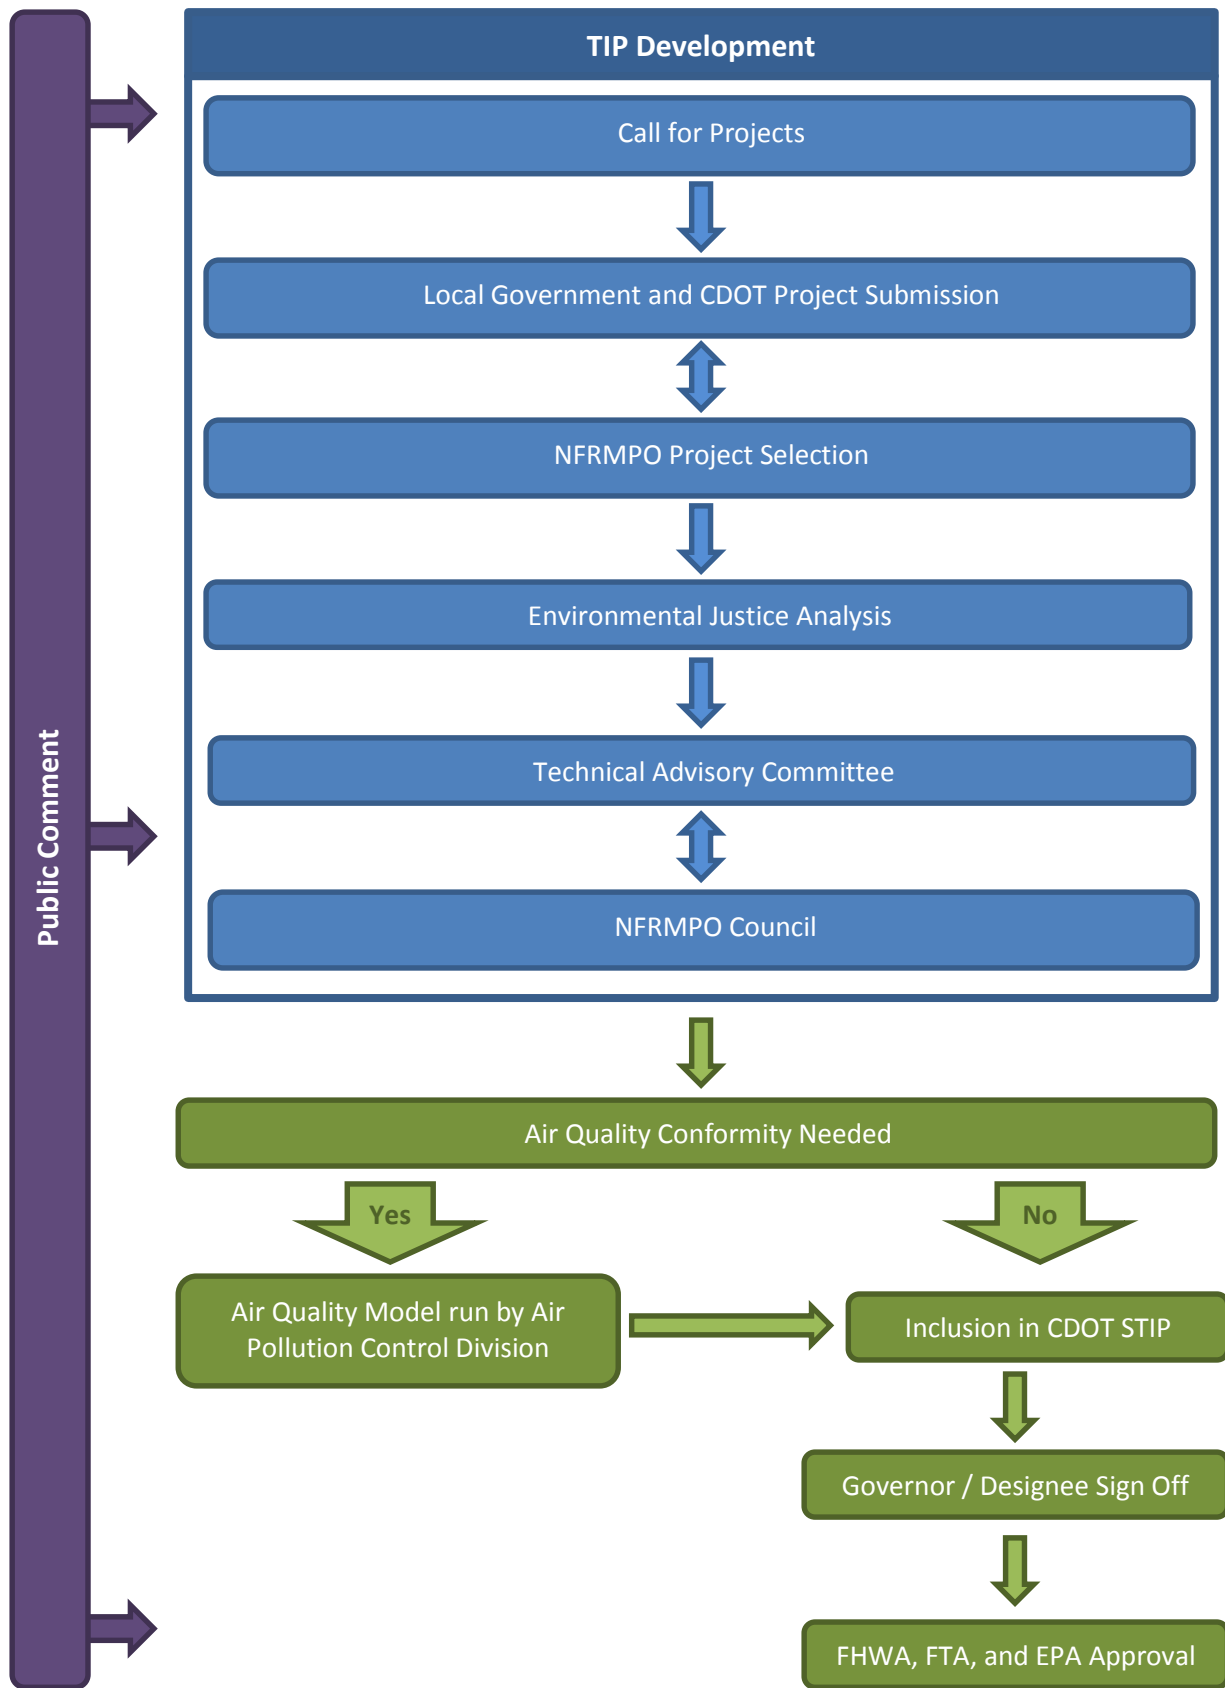 Public Comment
TIP Development
Call for Projects
Local Government and CDOT Project Submission
NFRMPO Project Selection
Environmental Justice Analysis
Technical Advisory Committee
NFRMPO Council
Air Quality Conformity Needed
Yes
No
Air Quality Model run by Air
Pollution Control Division
Inclusion in CDOT STIP
Governor / Designee Sign Off
FHWA, FTA, and EPA Approval